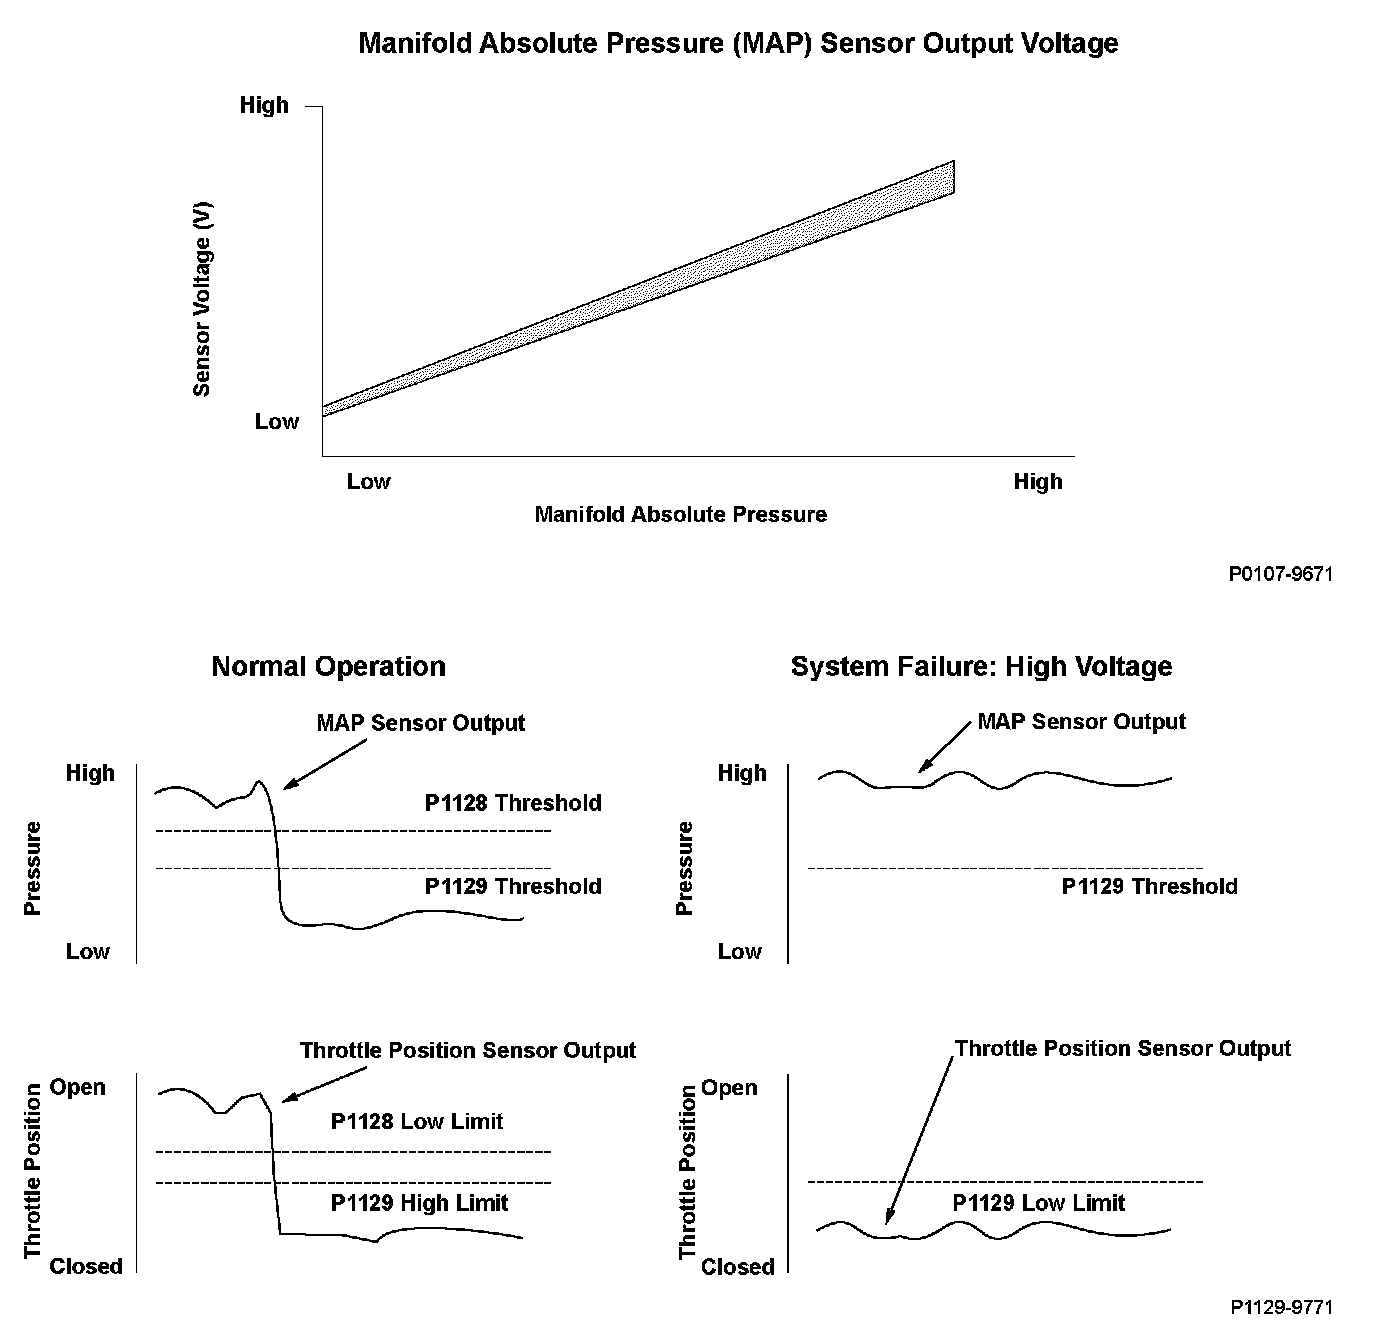 Manifold Absolute Pressure (MAP) Sensor Output Voltage
High
Sensor Voltage (V)
Low
Low
High
Manifold Absolute Pressure
P0107-9671
Normal Operation
MAP Sensor Output
High
P1128 Threshold
Pressure
P1129 Threshold
Low
Throttle Position Sensor Output
Open
P1128 Low Limit
Throttle Position
P1129 High Limit
Closed
System Failure: High Voltage
MAP Sensor Output
High
Pressure
P1129 Threshold
Low
Throttle Position Sensor Output
Open
Throttle Position
P1129 Low Limit
Closed
P1129-9771